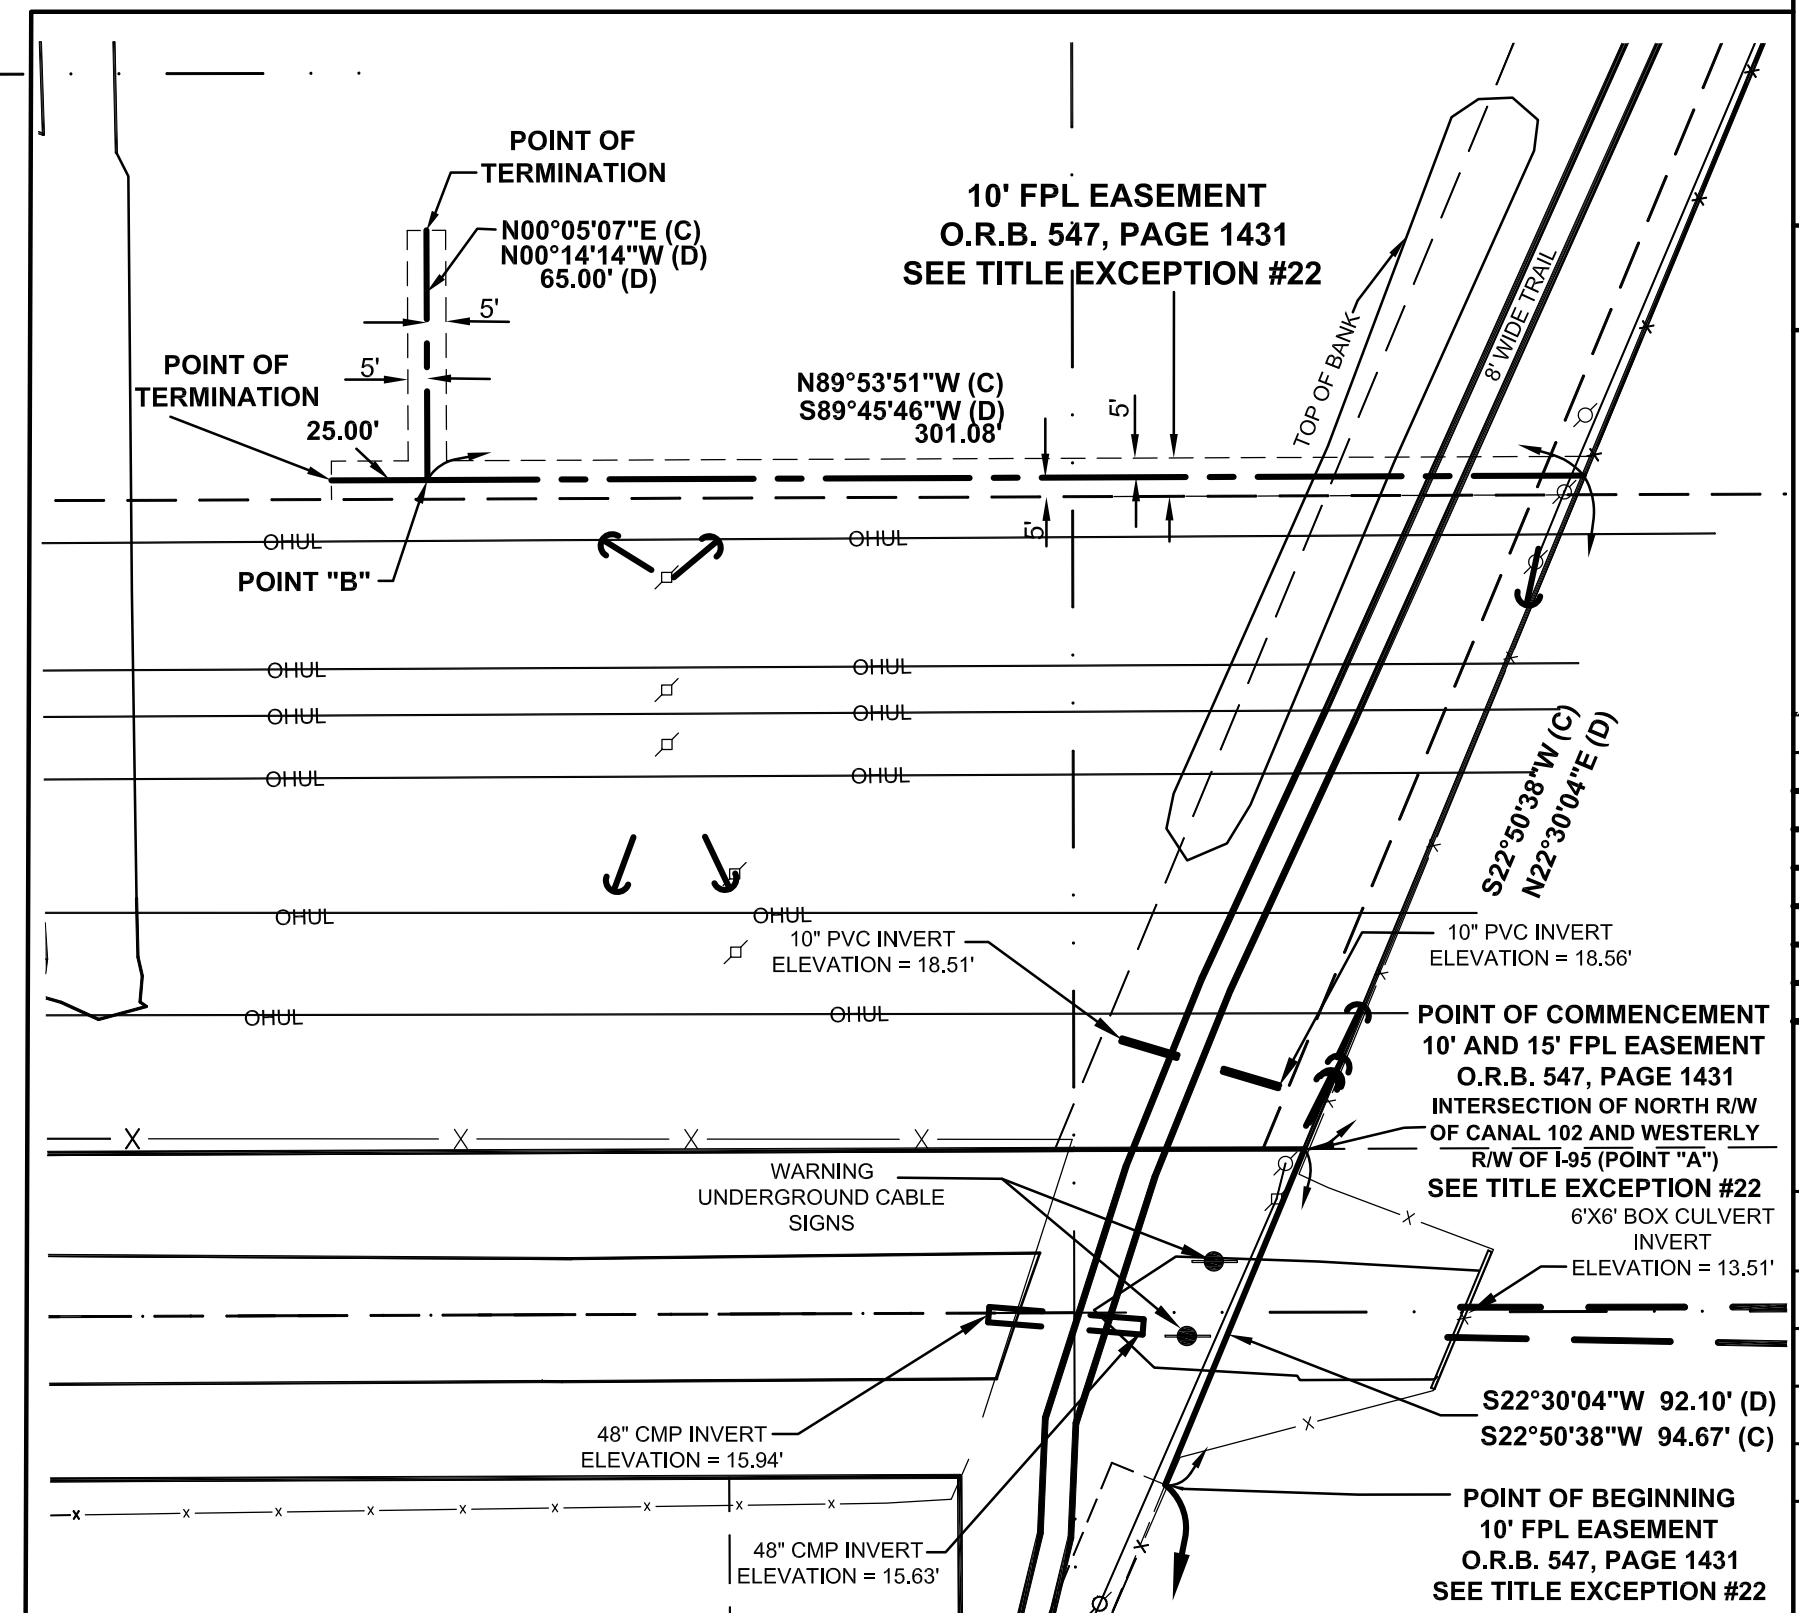 POINT OF
TERMINATION
N00°05'07"E (C)
N00°14'14"W (D)
65.00' (D)
10' FPL EASEMENT
O.R.B. 547, PAGE 1431
SEE TITLE EXCEPTION #22
5'
5'
POINT OF
TERMINATION
25.00'
N89°53'51"W (C)
S89°45'46"W (D)
301.08'
5'
5'
TOP OF BANK
8' WIDE TRAIL
OHUL
OHUL
POINT "B"
OHUL
OHUL
OHUL
OHUL
OHUL
OHUL
S22°50'38"W (C)
N22°30'04"E (D)
OHUL
OHUL
10" PVC INVERT
ELEVATION = 18.51'
10" PVC INVERT
ELEVATION = 18.56'
OHUL
OHUL
POINT OF COMMENCEMENT
10' AND 15' FPL EASEMENT
O.R.B. 547, PAGE 1431
INTERSECTION OF NORTH R/W
OF CANAL 102 AND WESTERLY
R/W OF I-95 (POINT "A")
SEE TITLE EXCEPTION #22
WARNING
UNDERGROUND CABLE
SIGNS
6'X6' BOX CULVERT
INVERT
ELEVATION = 13.51'
S22°30'04"W 92.10' (D)
S22°50'38"W 94.67' (C)
48" CMP INVERT
ELEVATION = 15.94'
48" CMP INVERT
ELEVATION = 15.63'
POINT OF BEGINNING
10' FPL EASEMENT
O.R.B. 547, PAGE 1431
SEE TITLE EXCEPTION #22